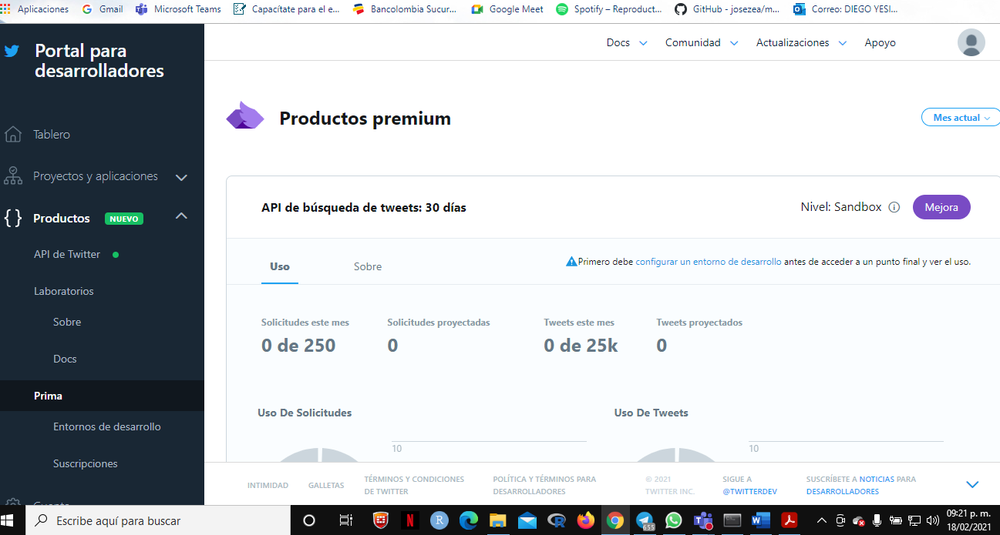 Aplicaciones Gmail Microsoft Teams Capacítate para el e... Bancolombia Sucur... Google Meet Spotify – Reproduct... GitHub - josezea/m... Correo: DIEGO YESI...
Portal para
desarrolladores
Docs Comunidad Actualizaciones Apoyo
Productos premium
Mes actual
Tablero
Proyectos y aplicaciones
Productos NUEVO
API de Twitter
Laboratorios
Sobre
Docs
Prima
Entornos de desarrollo
Suscripciones
Cuenta
API de búsqueda de tweets: 30 días
Nivel: Sandbox
Mejora
Uso Sobre
Primero debe configurar un entorno de desarrollo antes de acceder a un punto final y ver el uso.
Solicitudes este mes Solicitudes proyectadas Tweets este mes Tweets proyectados
0 de 250 0 0 de 25k 0
Uso De Solicitudes Uso De Tweets
10 10
INTIMIDAD
GALLETAS
TÉRMINOS Y CONDICIONES
DE TWITTER
POLÍTICA Y TÉRMINOS PARA
DESARROLLADORES
© 2021
TWITTER INC.
SIGUE A
@TWITTERDEV
SUSCRÍBETE A NOTICIAS PARA
DESARROLLADORES
Escribe aquí para buscar
655
09:21 p. m.
18/02/2021